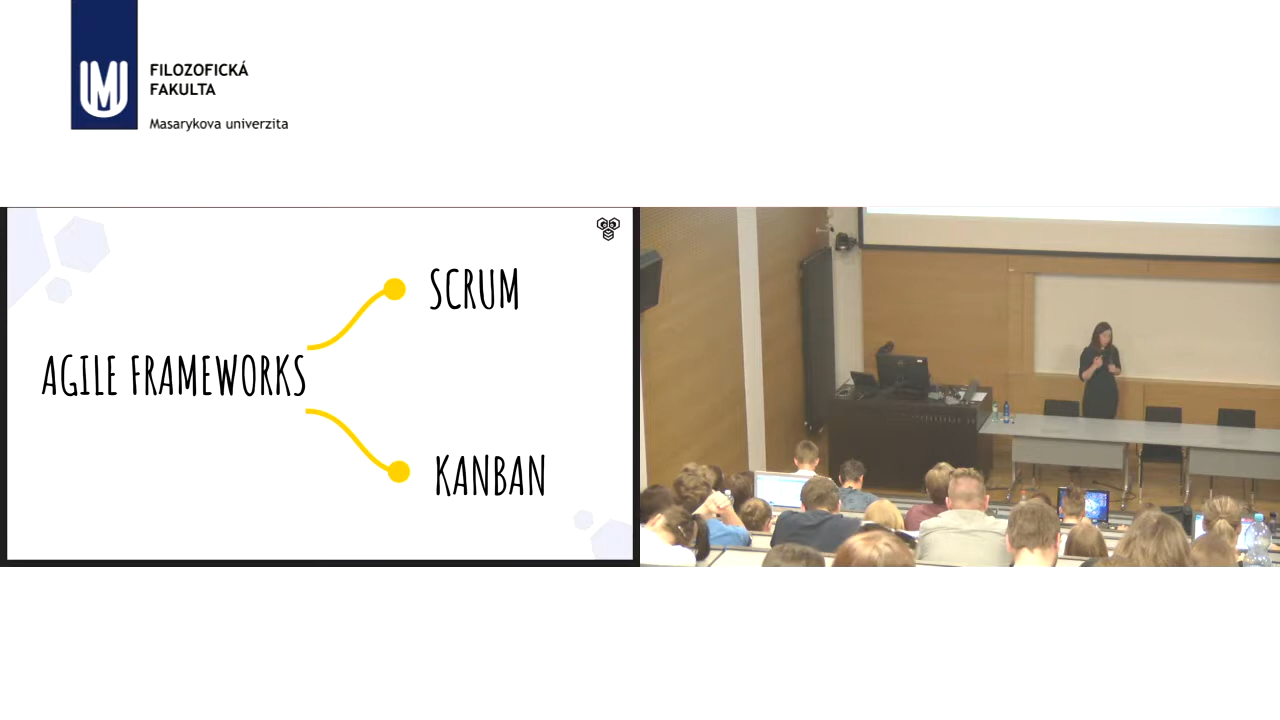 FILOZOFICKÁ
FAKULTA
Masarykova univerzita
SCRUM
AGILE FRAMEWORKS
KANBAN